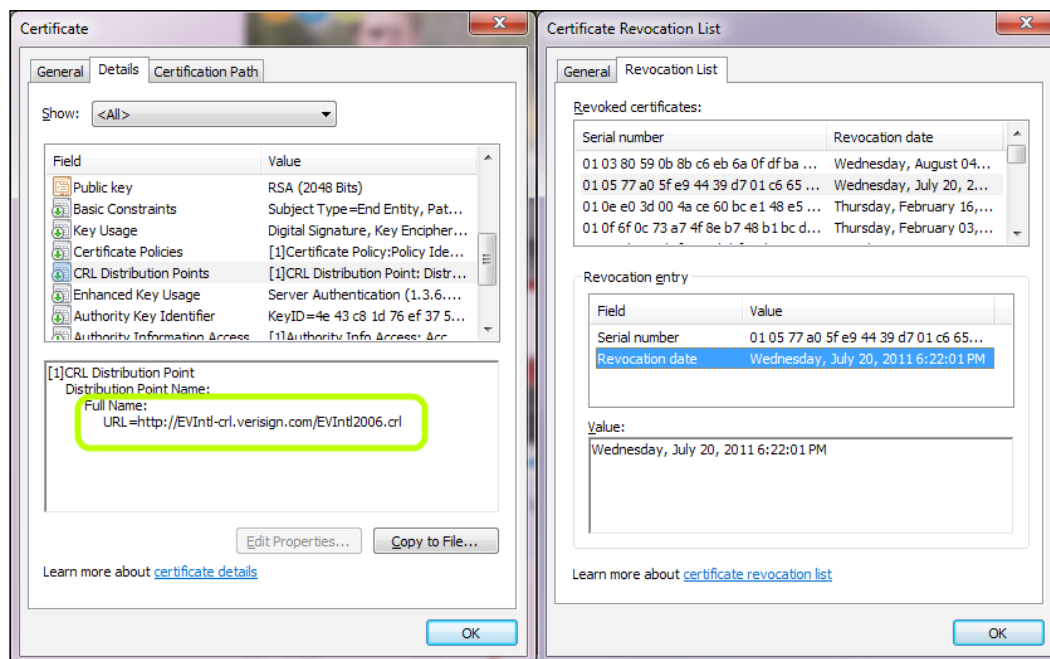 Certificate
General Details Certification Path
Show: <All>
Field Value
Public key RSA (2048 Bits)
Basic Constraints Subject Type=End Entity, Pat...
Key Usage Digital Signature, Key Encipher...
Certificate Policies [1]Certificate Policy:Policy Ide...
CRL Distribution Points [1]CRL Distribution Point: Distr...
Enhanced Key Usage Server Authentication (1.3.6....
Authority Key Identifier KeyID=4e 43 c8 1d 76 ef 37 5...
Authority Information Access [1]Authority Info Access: Acc
[1]CRL Distribution Point
Distribution Point Name:
Full Name:
URL=http://EVIntl-crl.verisign.com/EVIntl2006.crl
Edit Properties... Copy to File...
Learn more about certificate details
OK
Certificate Revocation List
General Revocation List
Revoked certificates:
Serial number Revocation date
01 03 80 59 0b 8b c6 eb 6a 0f df ba ... Wednesday, August 04...
01 05 77 a0 5f e9 44 39 d7 01 c6 65 ... Wednesday, July 20, 2...
01 0e e0 3d 00 4a ce 60 bc e1 48 e5 ... Thursday, February 16,...
01 0f 6f 0c 73 a7 4f 8e b7 48 b1 bc d... Thursday, February 03,...
Revocation entry
Field Value
Serial number 01 05 77 a0 5f e9 44 39 d7 01 c6 65...
Revocation date Wednesday, July 20, 2011 6:22:01 PM
Value:
Wednesday, July 20, 2011 6:22:01 PM
Learn more about certificate revocation list
OK